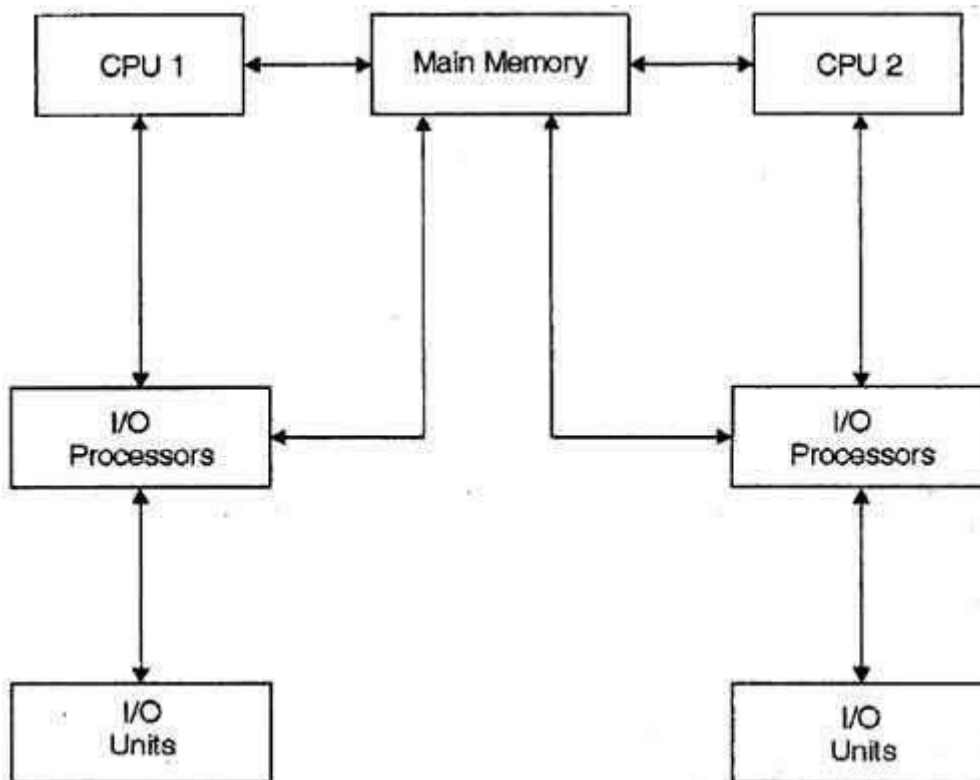 CPU 1
Main Memory
CPU 2
I/O
Processors
I/O
Processors
I/O
Units
I/O
Units